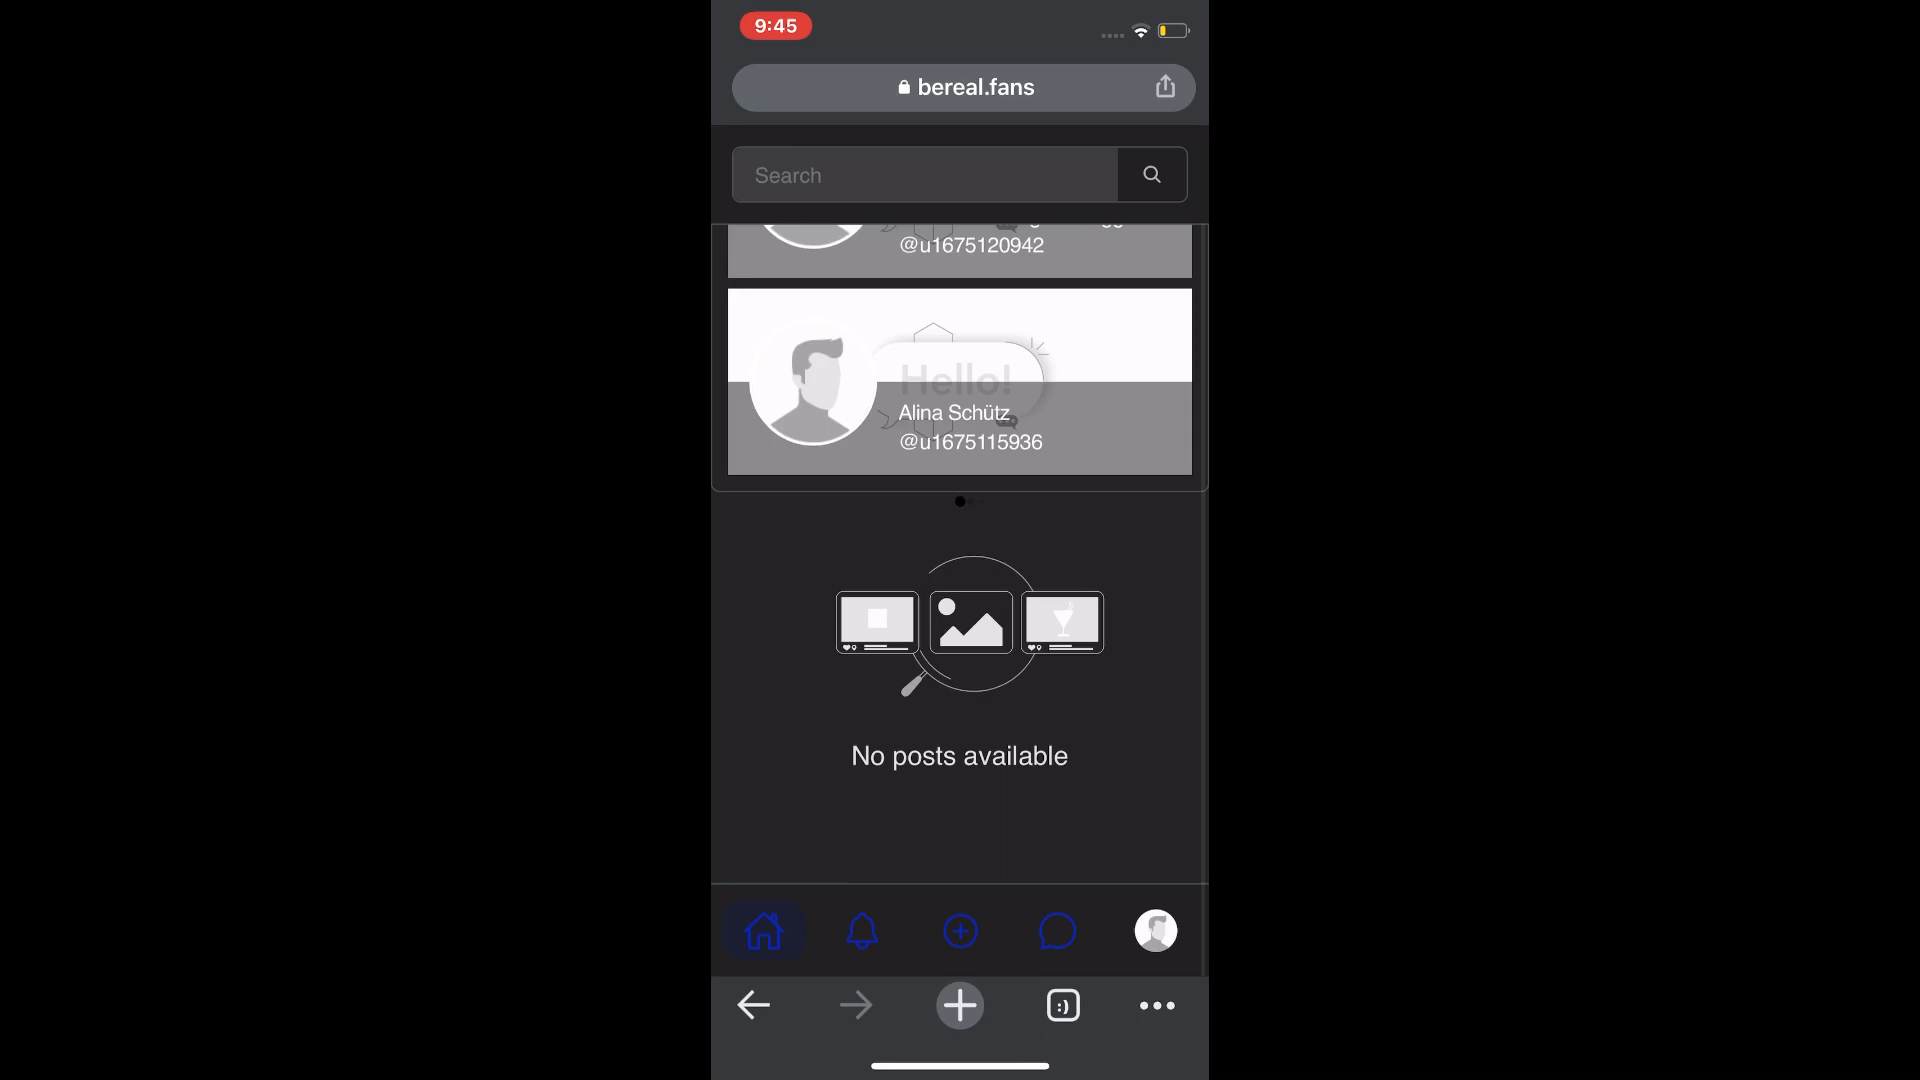 9:45
bereal.fans
Search
@u1675120942
Hello!
Alina Schütz
@u1675115936
No posts available
:)